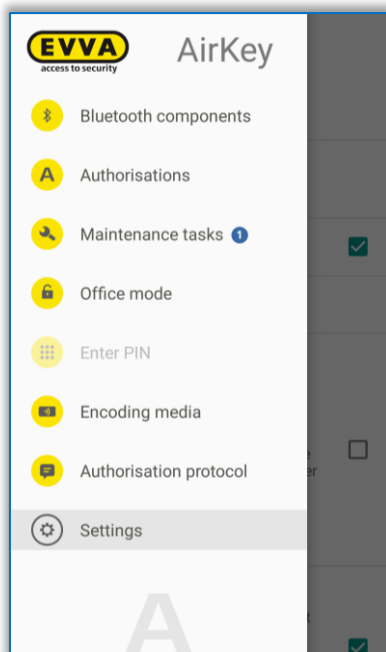 EVVA
access to security
AirKey
Bluetooth components
A
Authorisations
Maintenance tasks 1
Office mode
Enter PIN
Encoding media
Authorisation protocol
er
Settings
A